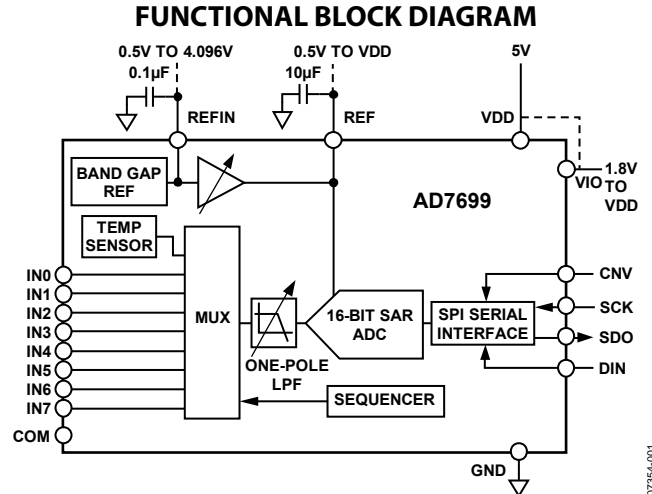 FUNCTIONAL BLOCK DIAGRAM
0.5V TO 4.096V
0.1µF
REFIN
0.5V TO VDD
10µF
REF
5V
VDD
VIO
1.8V
TO
VDD
BAND GAP
REF
AD7699
TEMP
SENSOR
IN0
IN1
IN2
IN3
IN4
IN5
IN6
IN7
COM
MUX
ONE-POLE
LPF
16-BIT SAR
ADC
SPI SERIAL
INTERFACE
CNV
SCK
SDO
DIN
SEQUENCER
GND
07354-001